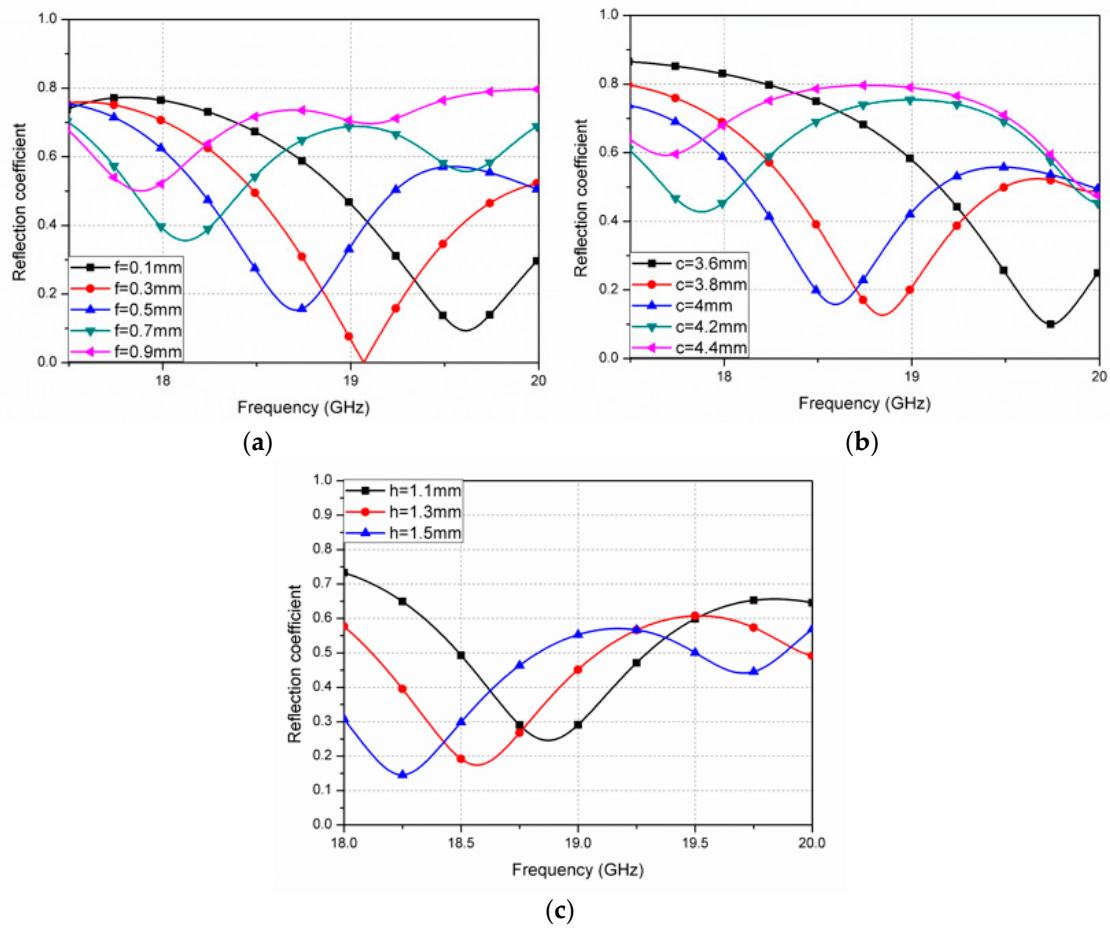 1.0
0.8
0.6
0.4
0.2
0.0
Reflection coefficient
f=0.1mm
f=0.3mm
f=0.5mm
f=0.7mm
f=0.9mm
18
19
20
Frequency (GHz)
(a)
1.0
0.8
0.6
0.4
0.2
0.0
Reflection coefficient
c=3.6mm
c=3.8mm
c=4mm
c=4.2mm
c=4.4mm
18
19
20
Frequency (GHz)
(b)
1.0
0.9
0.8
0.7
0.6
0.5
0.4
0.3
0.2
0.1
0.0
Reflection coefficient
h=1.1mm
h=1.3mm
h=1.5mm
18.0
18.5
19.0
19.5
20.0
Frequency (GHz)
(c)